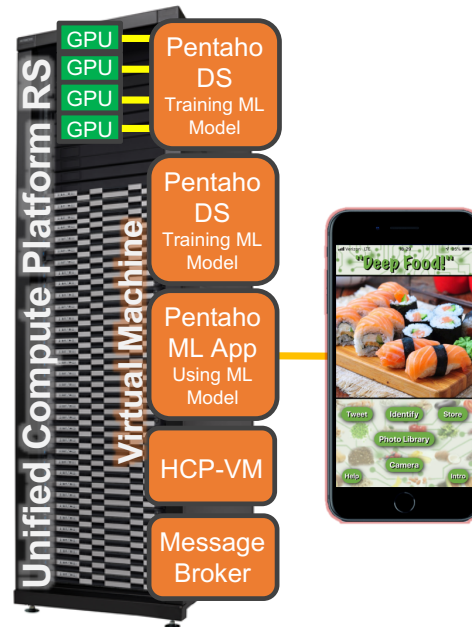 Unified Compute Platform RS
Virtual Machine
GPU
GPU
GPU
GPU
Pentaho
DS
Training ML
Model
Pentaho
DS
Training ML
Model
Pentaho
ML App
Using ML
Model
HCP-VM
Message
Broker
"Deep Food!"
Tweet
Identify
Store
Photo Library
Camera
Help
Intro